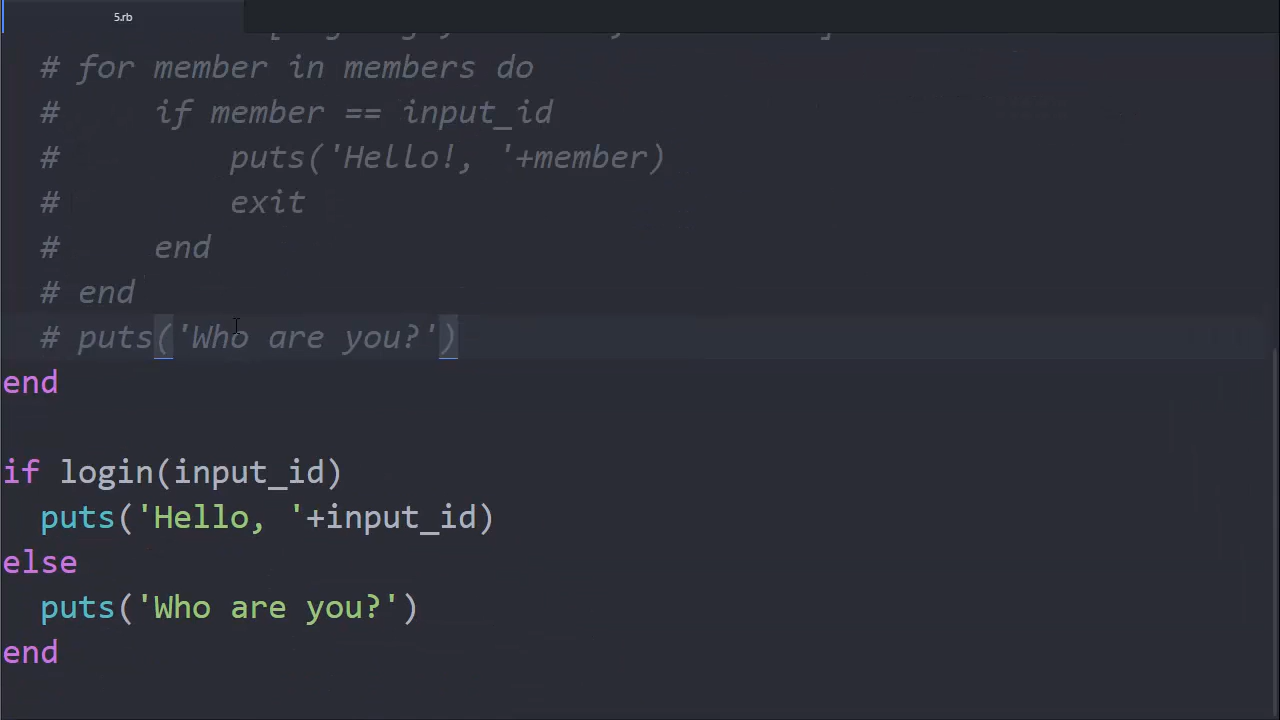 5.rb
# for member in members do
#     if member == input_id
#         puts('Hello!, '+member)
#         exit
#     end
# end
# puts('Who are you?')
end
if login(input_id)
  puts('Hello, '+input_id)
else
  puts('Who are you?')
end